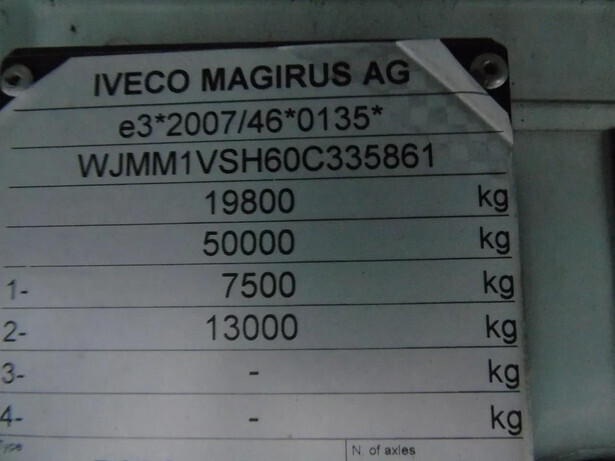 IVECO MAGIRUS AG
e3*2007/46*0135*
WJMM1VSH60C335861
19800 kg
50000 kg
1- 7500 kg
2- 13000 kg
3- - kg
4- - kg
Type N of axles